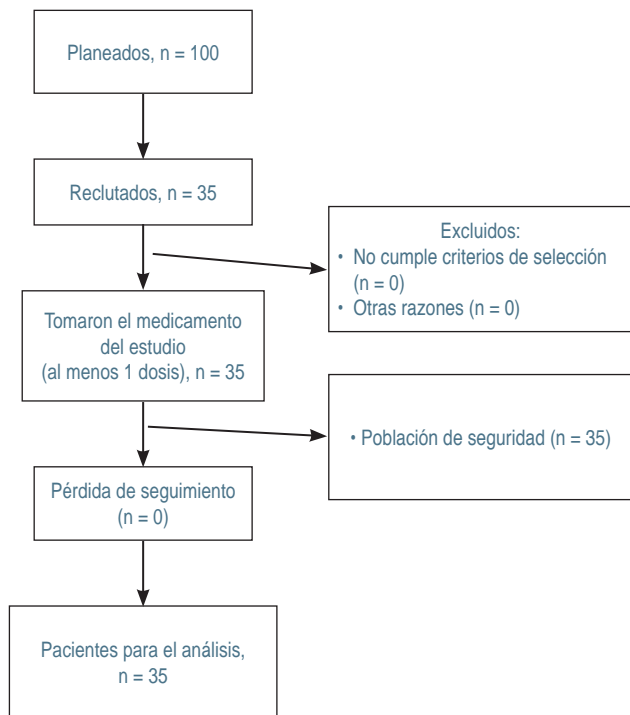 Planeados, n = 100
Reclutados, n = 35
Excluidos:
• No cumple criterios de selección
(n = 0)
• Otras razones (n = 0)
Tomaron el medicamento
del estudio
(al menos 1 dosis), n = 35
• Población de seguridad (n = 35)
Pérdida de seguimiento
(n = 0)
Pacientes para el análisis,
n = 35